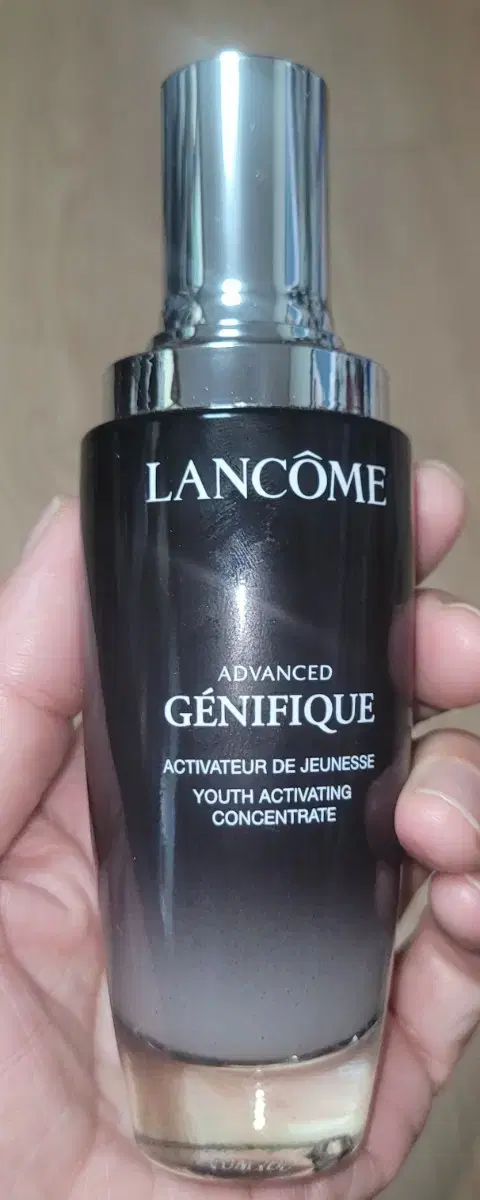 LANCÔME
ADVANCED
GÉNIFIQUE
ACTIVATEUR DE JEUNESSE
YOUTH ACTIVATING
CONCENTRATE